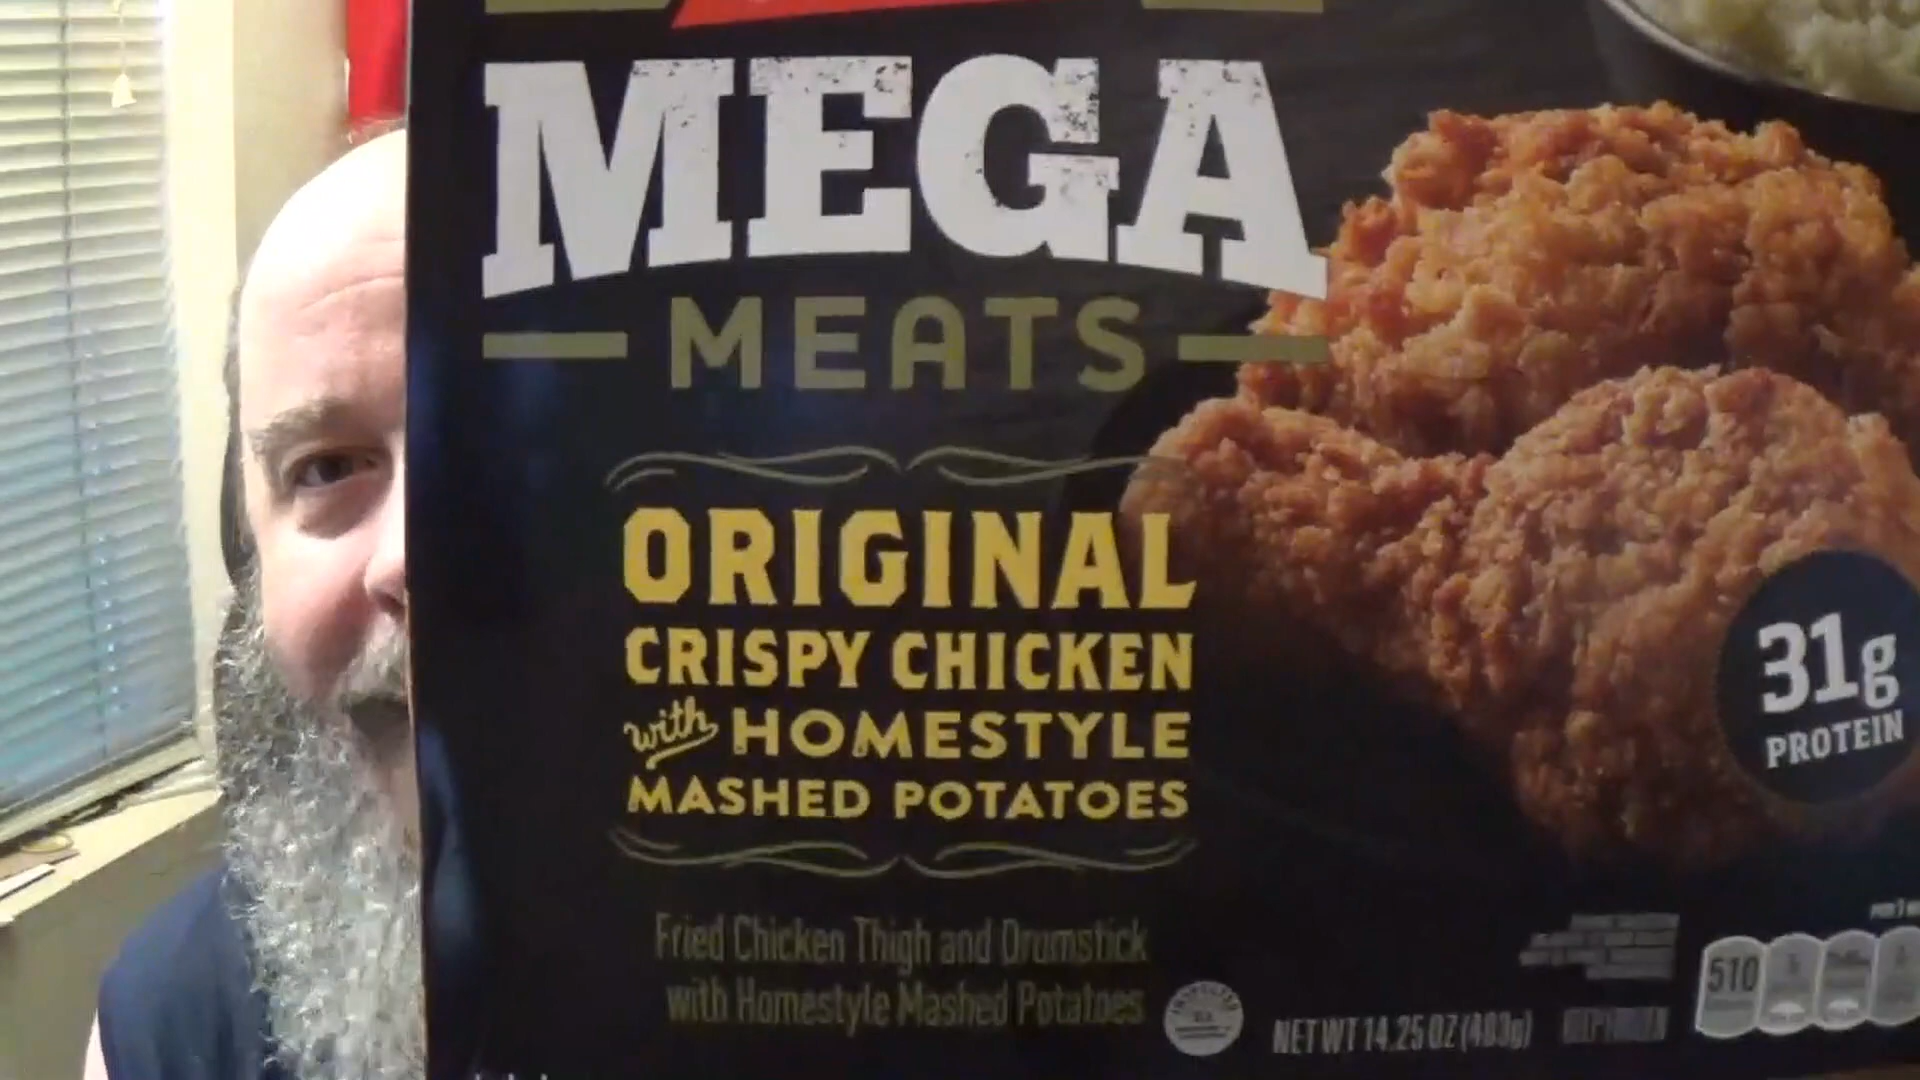 MEGA
MEATS
ORIGINAL
CRISPY CHICKEN
with HOMESTYLE
MASHED POTATOES
31g
PROTEIN
Fried Chicken Thigh and Drumstick
with Homestyle Mashed Potatoes
510
NET WT 14.25 OZ (403g)